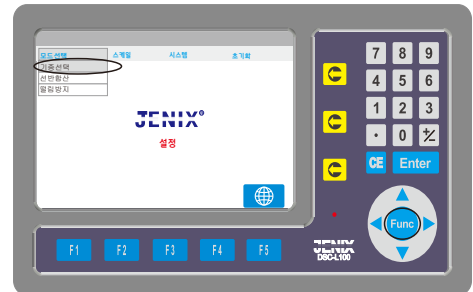 모드선택 스케일 시스템 초기화
기종선택
선반합산
떨림방지
JENIX®
설정
7 8 9
4 5 6
1 2 3
· 0 +/-
CE Enter
Func
F1 F2 F3 F4 F5
JENIX
DSC-L100